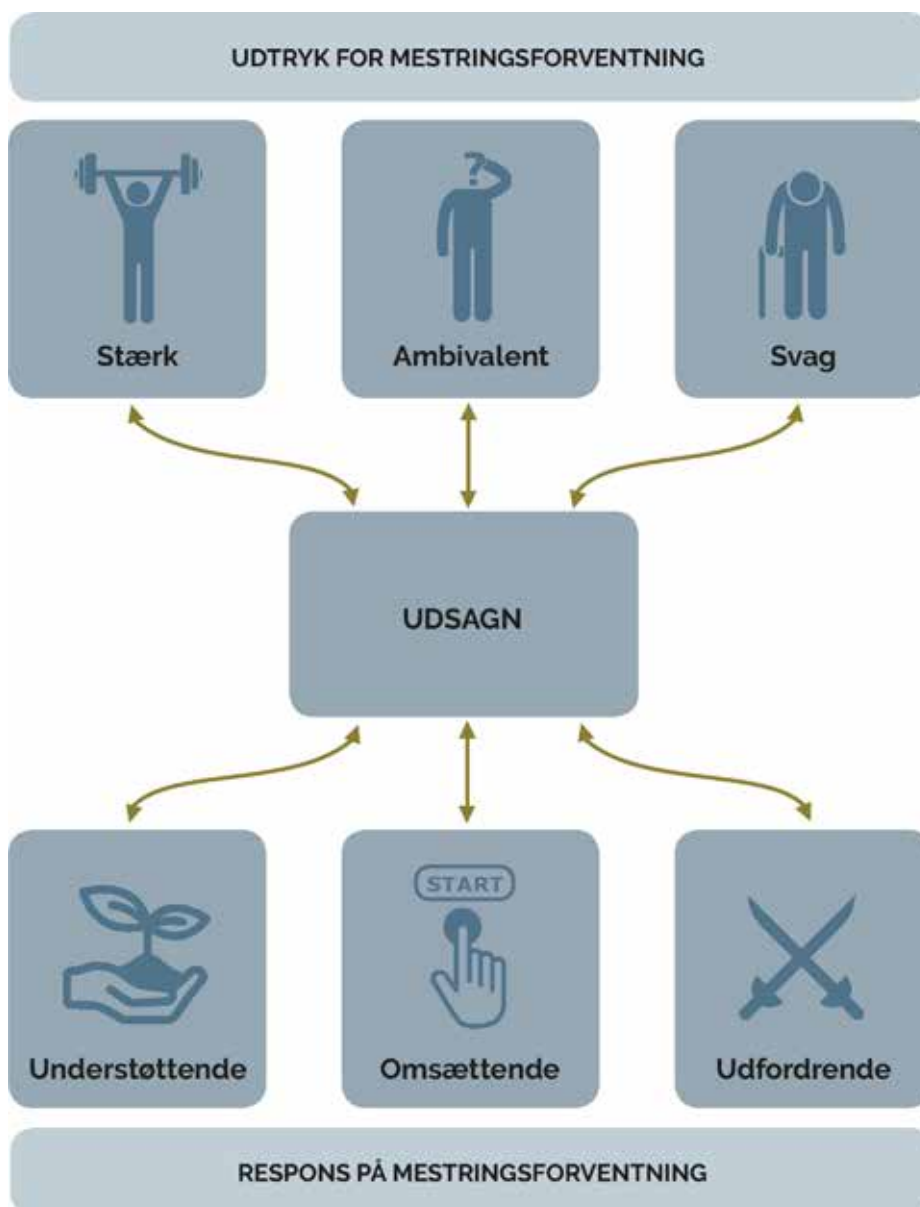 UDTRYK FOR MESTRINGSFORVENTNING
?
Stærk
Ambivalent
Svag
UDSAGN
START
Understøttende
Omsættende
Udfordrende
RESPONS PÅ MESTRINGSFORVENTNING